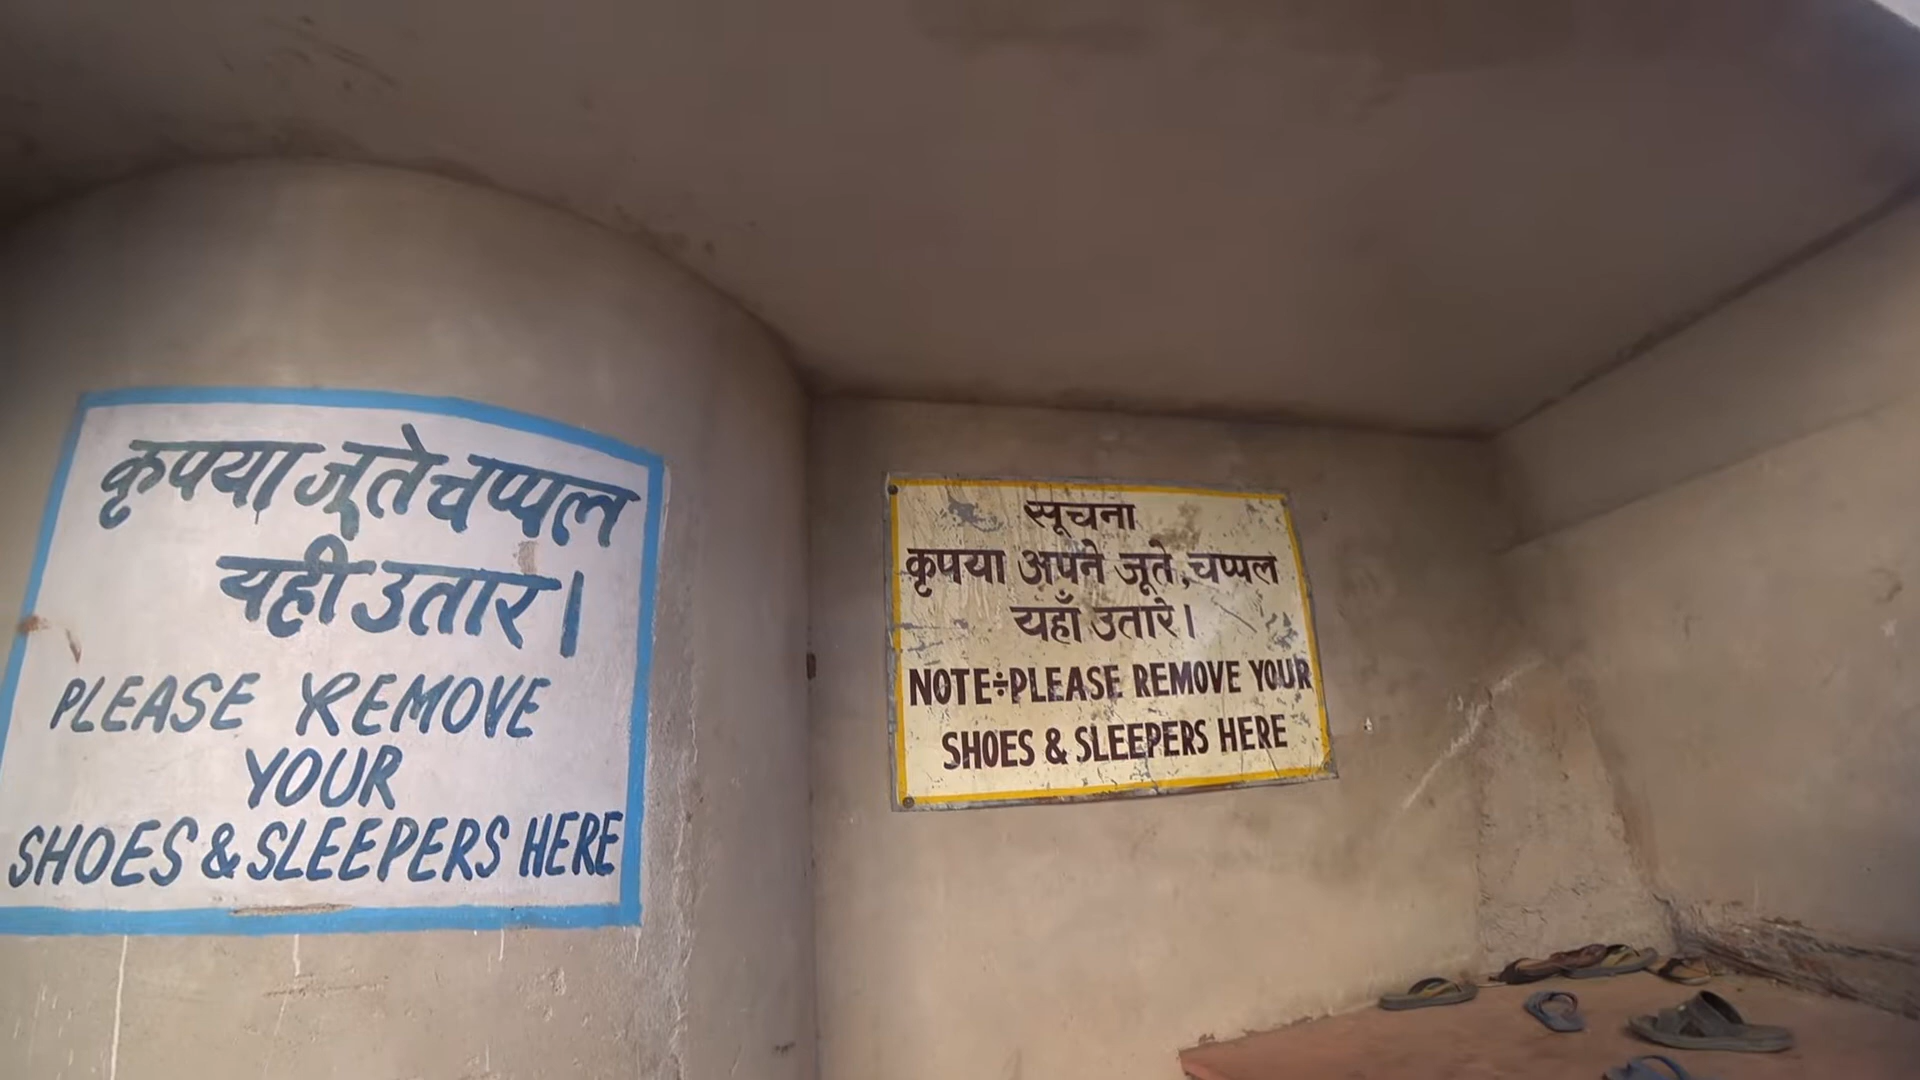 कृपया जूते चप्पल
यही उतार।
PLEASE REMOVE
YOUR
SHOES & SLEEPERS HERE
सूचना
कृपया अपने जूते, चप्पल
यहाँ उतारे।
NOTE÷PLEASE REMOVE YOUR
SHOES & SLEEPERS HERE